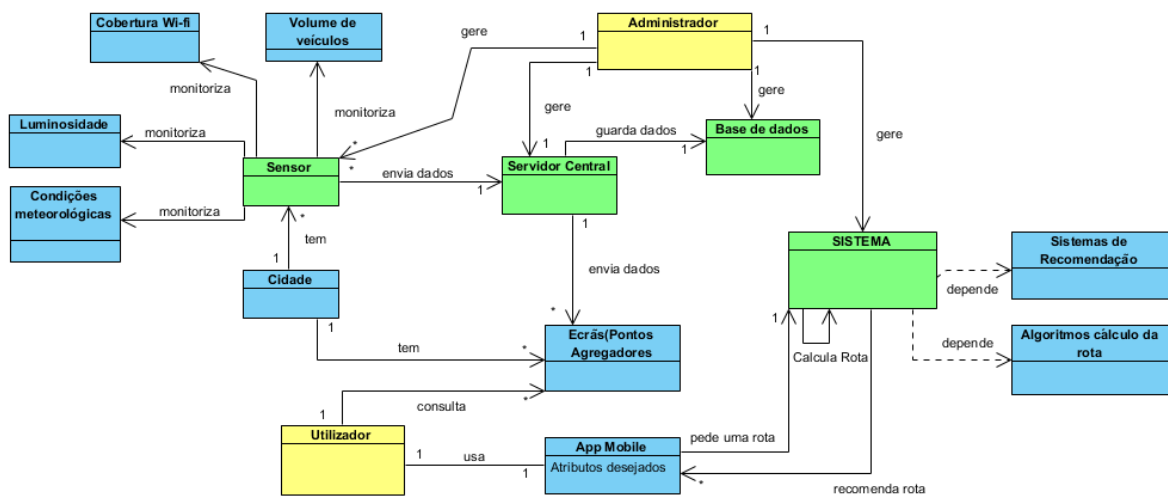 Cobertura Wi-fi
Volume de
veículos
Administrador
1
1
1
1
1
gere
monitoriza
monitoriza
gere
gere
gere
Luminosidade
monitoriza
guarda dados
Base de dados
1
*
1
Sensor
*
envia dados
1
Servidor Central
Condições
meteorológicas
monitoriza
*
tem
1
1
envia dados
SISTEMA
Sistemas de
Recomendação
depende
Cidade
1
*
Ecrãs(Pontos
Agregadores
tem
*
1
Calcula Rota
depende
Algoritmos cálculo da
rota
consulta
*
1
Utilizador
1
usa
1
App Mobile
Atributos desejados
pede uma rota
*
recomenda rota